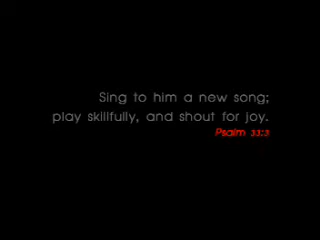 Sing to him a new song;
play skillfully, and shout for joy.
Psalm 33:3